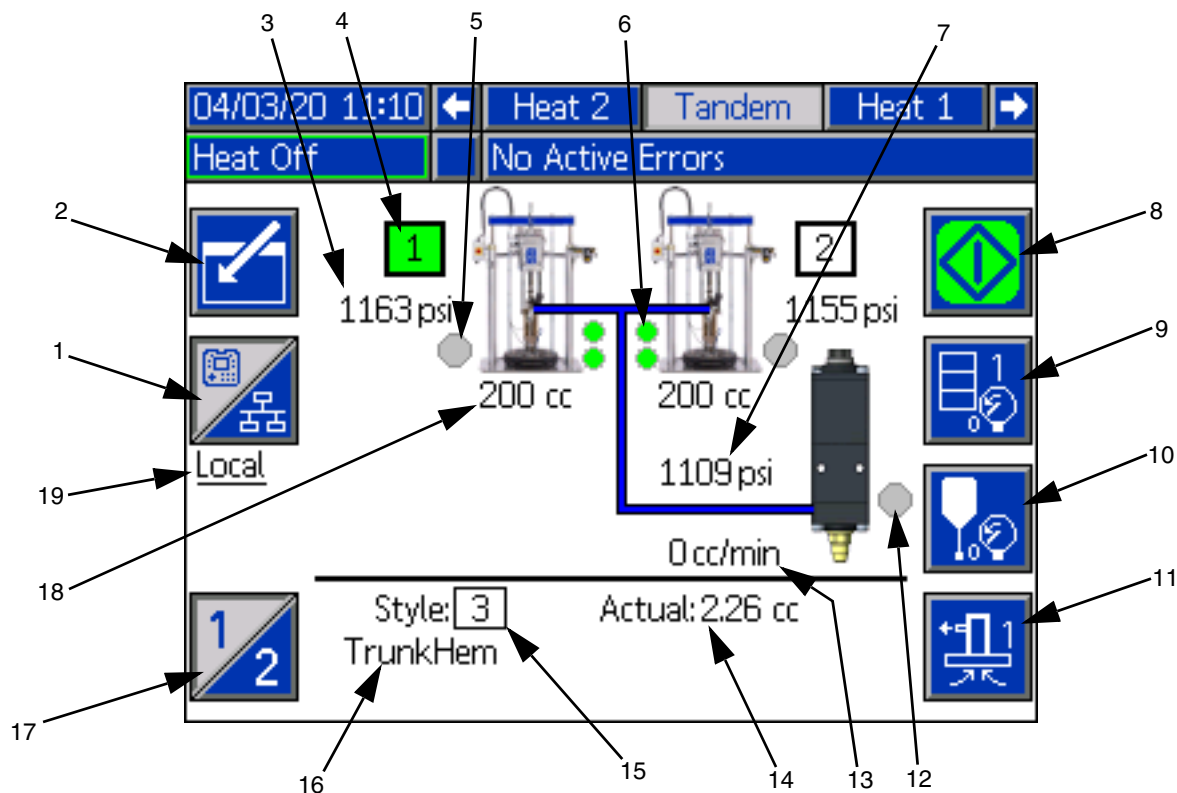 3 4 5 6 7
04/03/20 11:10 Heat 2 Tandem Heat 1
Heat Off No Active Errors
2 8
1 2
1163 psi 1155 psi
1 9
1
0
200 cc 200 cc
Local 1109 psi
19 10
0
18 0 cc/min
Style: 3 Actual: 2.26 cc
TrunkHem
1 2
1
11
17
16 15 14 13 12